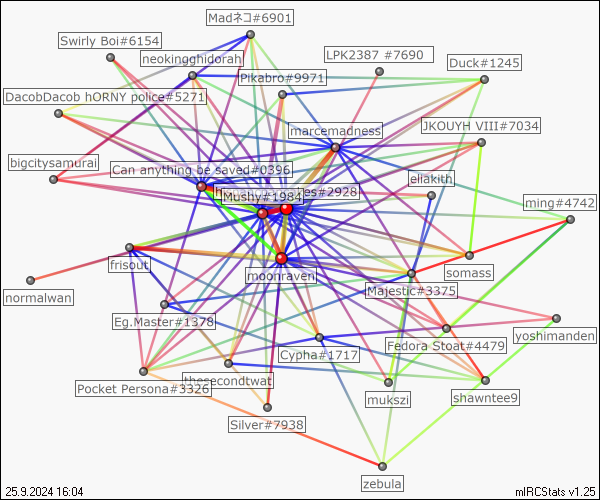 Madネコ#6901
Swirly Boi#6154
LPK2387 #7690
neokingghidorah
Duck#1245
Pikabro#9971
DacobDacob hORNY police#5271
marcemadness
JKOUYH VIII#7034
bigcitysamurai
Can anything be saved#0396
eliakith
es#2928
Mushy#1984
ming#4742
frisout
moonraven
somass
normalwan
Majestic#3375
Eg.Master#1378
yoshimanden
Fedora Stoat#4479
Cypha#1717
thesecondtwat
Pocket Persona#3326
mukszi
shawntee9
Silver#7938
zebula
25.9.2024 16:04
mIRCStats v1.25